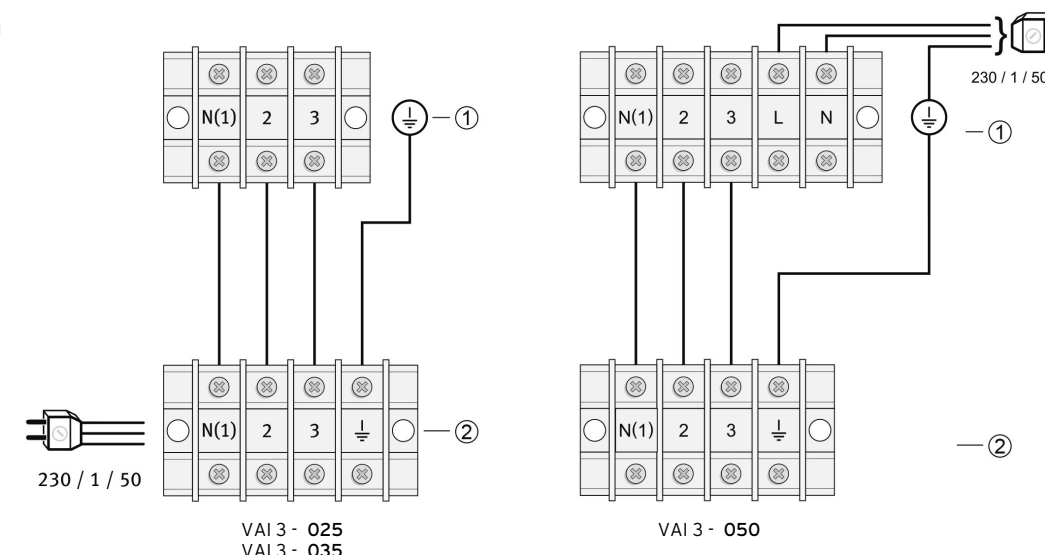 230 / 1 / 50
N(1) 2 3 ①
N(1) 2 3 L N ①
N(1) 2 3 ②
230 / 1 / 50
N(1) 2 3 ②
VAI 3 - 025
VAI 3 - 035
VAI 3 - 050